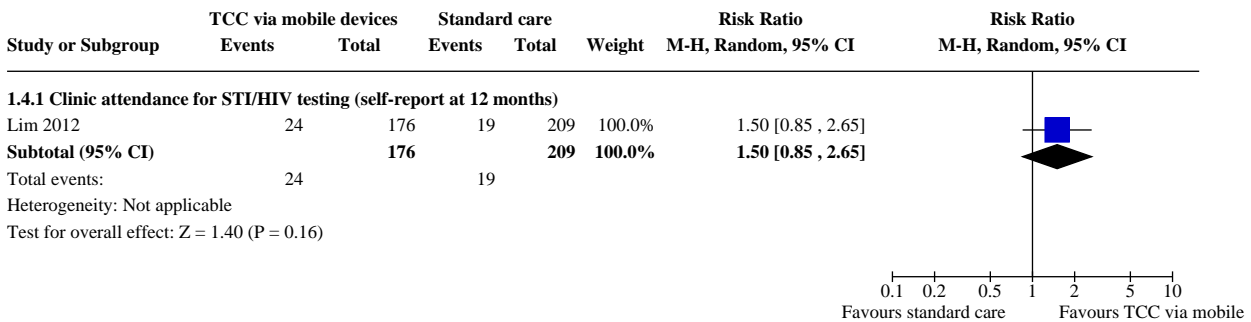 TCC via mobile devices Standard care Risk Ratio Risk Ratio
Study or Subgroup Events Total Events Total Weight M-H, Random, 95% CI M-H, Random, 95% CI
1.4.1 Clinic attendance for STI/HIV testing (self-report at 12 months)
Lim 2012 24 176 19 209 100.0% 1.50 [0.85 , 2.65]
Subtotal (95% CI) 176 209 100.0% 1.50 [0.85 , 2.65]
Total events: 24 19
Heterogeneity: Not applicable
Test for overall effect: Z = 1.40 (P = 0.16)
0.1 0.2 0.5 1 2 5 10
Favours standard care Favours TCC via mobile